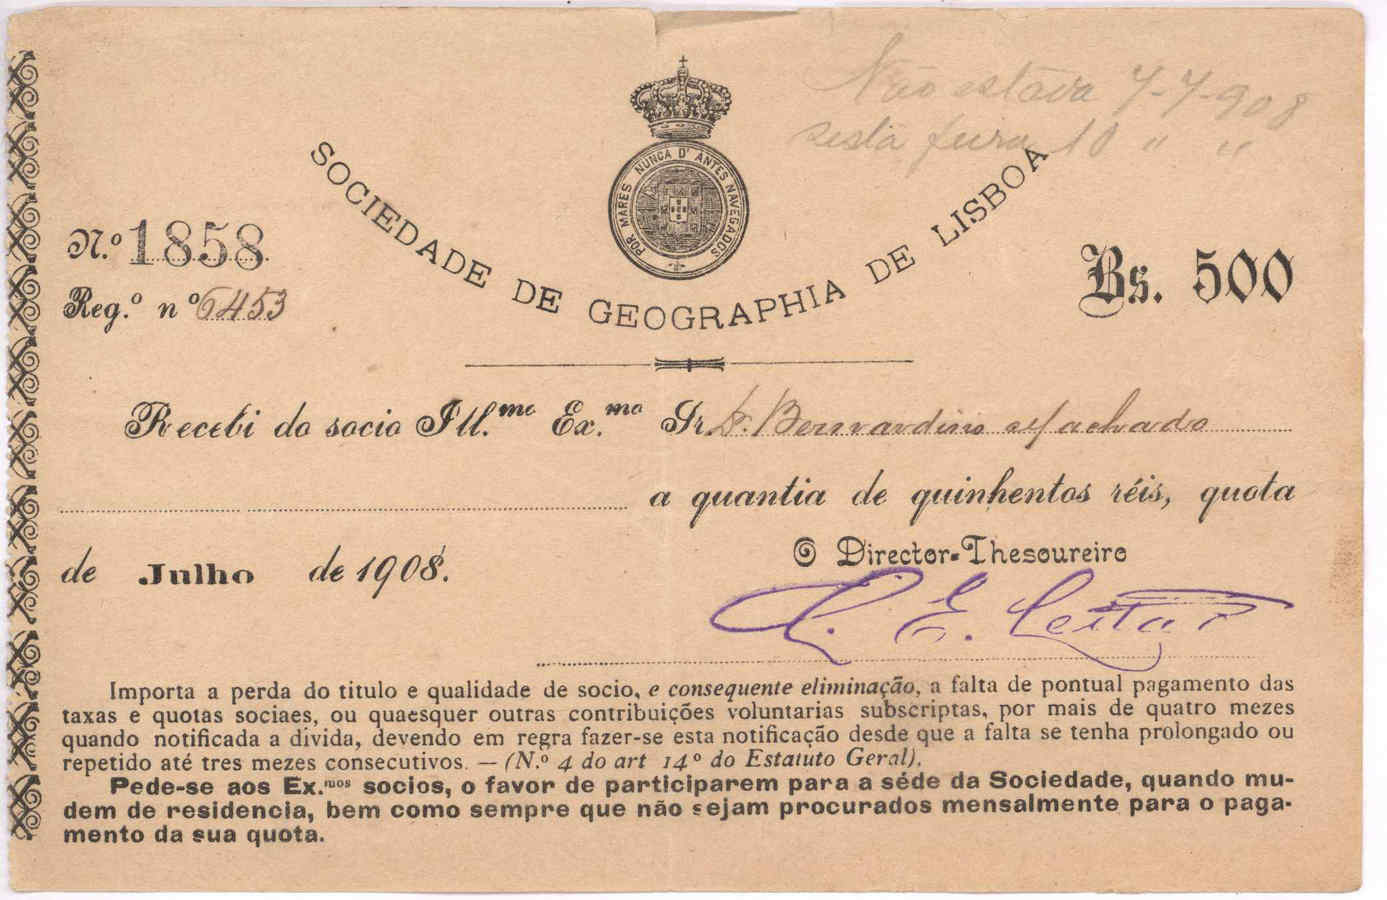 Não estava 7-7-908
sesta feira 10 " "
POR MARES NUNCA D'ANTES NAVEGADOS
SOCIEDADE DE GEOGRAPHIA DE LISBOA
N.º 1858
Reg.º nº 6453
Bs. 500
Recebi do socio Ill.mo Ex.mo Sr. Dr. Bernardino Machado
a quantia de quinhentos réis, quota
de Julho de 1908.
O Director-Thesoureiro
Importa a perda do titulo e qualidade de socio, e consequente eliminação, a falta de pontual pagamento das
taxas e quotas sociaes, ou quaesquer outras contribuições voluntarias subscriptas, por mais de quatro mezes
quando notificada a divida, devendo em regra fazer-se esta notificação desde que a falta se tenha prolongado ou
repetido até tres mezes consecutivos. — (N.º 4 do art 14º do Estatuto Geral).
Pede-se aos Ex.mos socios, o favor de participarem para a séde da Sociedade, quando mu-
dem de residencia, bem como sempre que não sejam procurados mensalmente para o paga-
mento da sua quota.